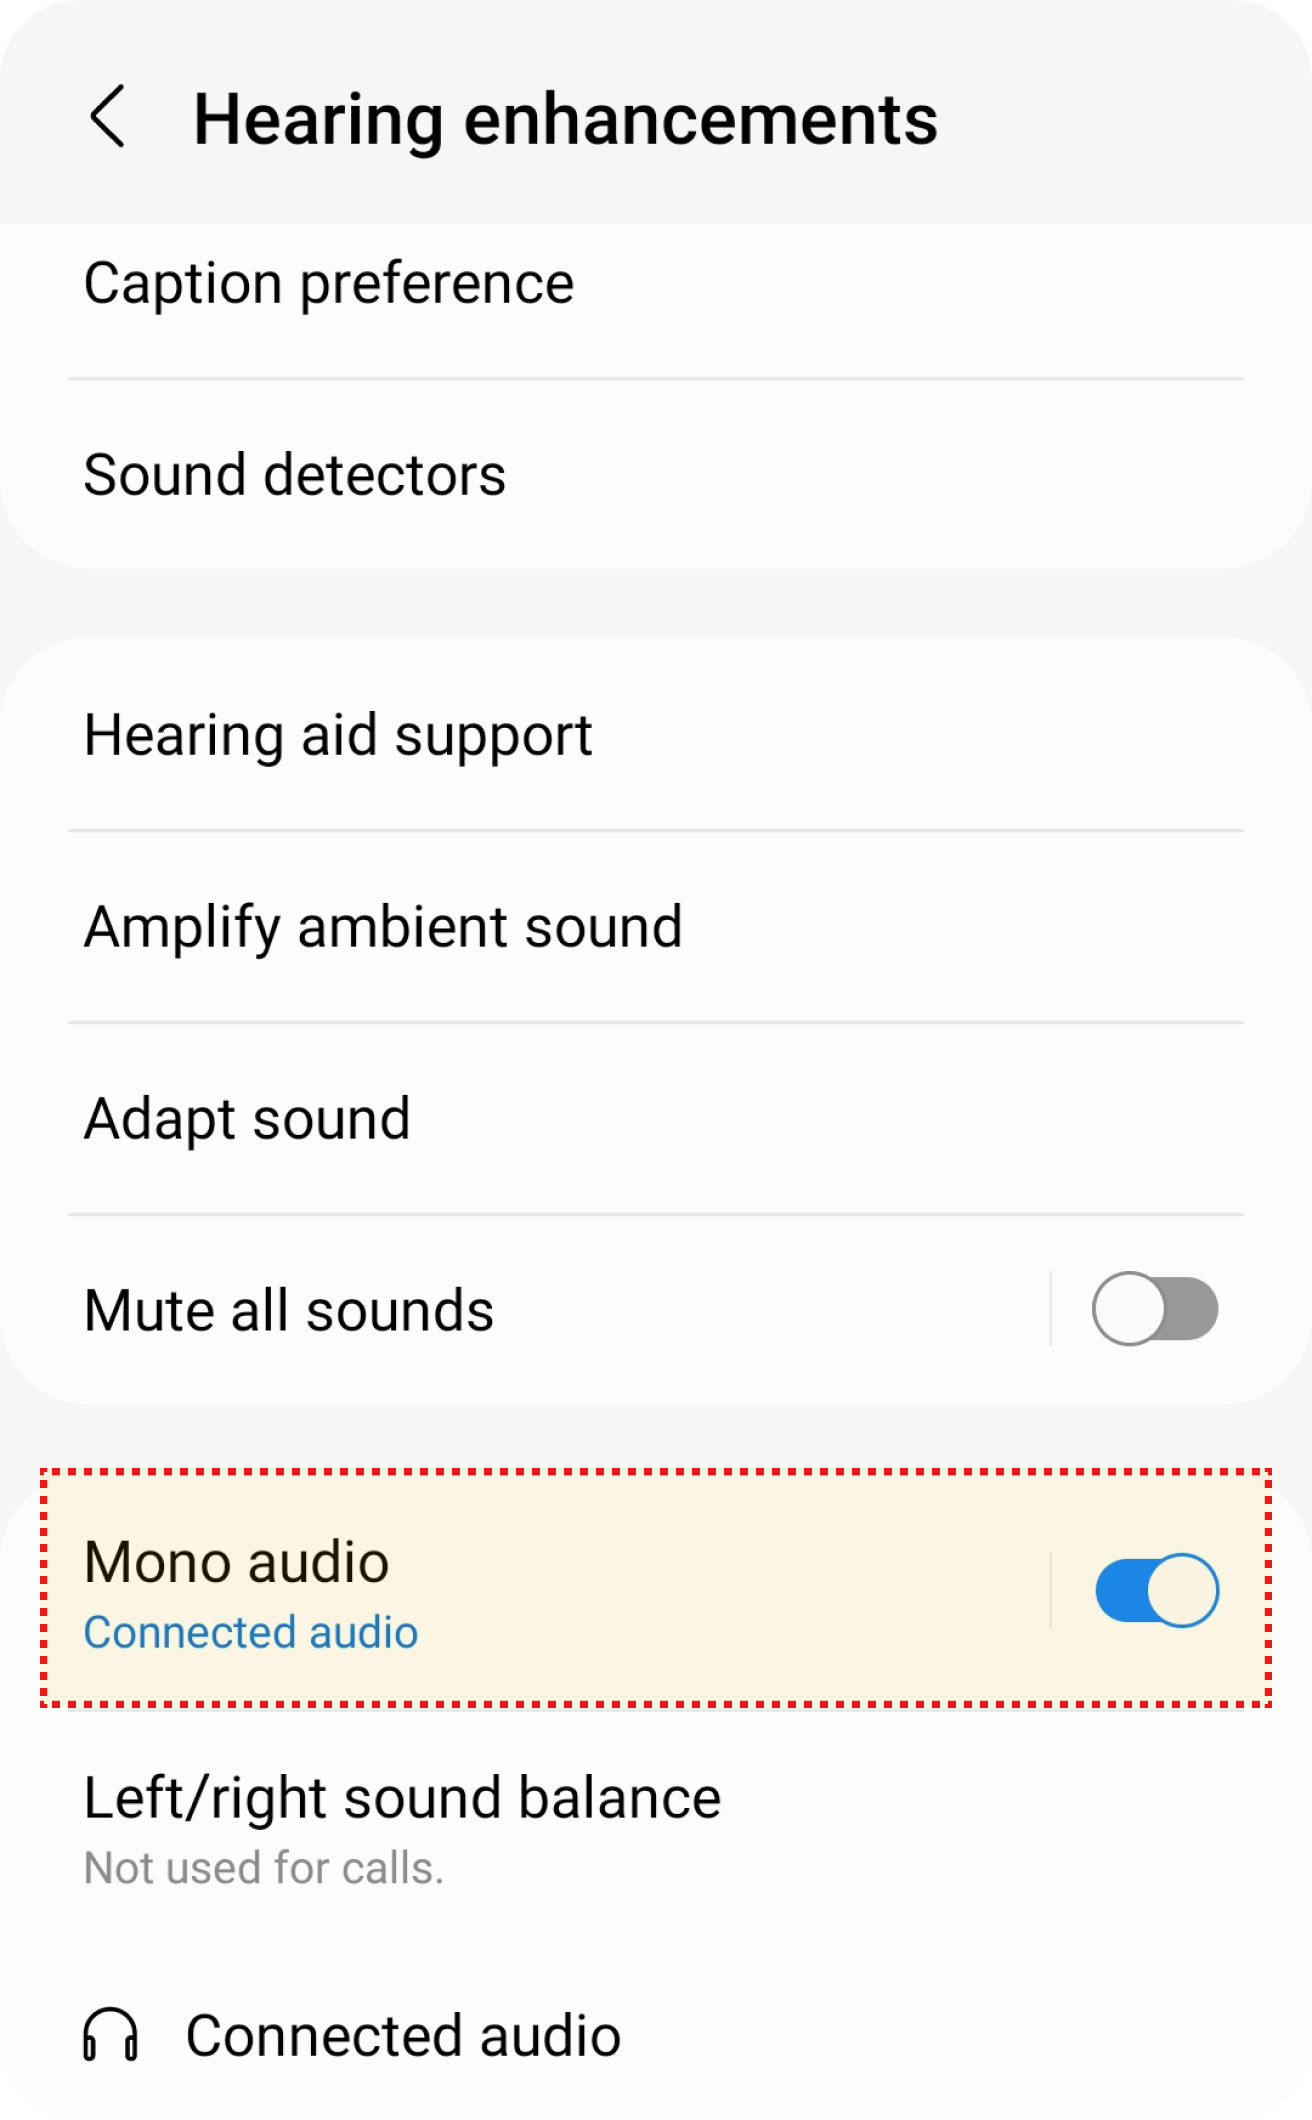 Hearing enhancements
Caption preference
Sound detectors
Hearing aid support
Amplify ambient sound
Adapt sound
Mute all sounds
Mono audio
Connected audio
Left/right sound balance
Not used for calls.
Connected audio